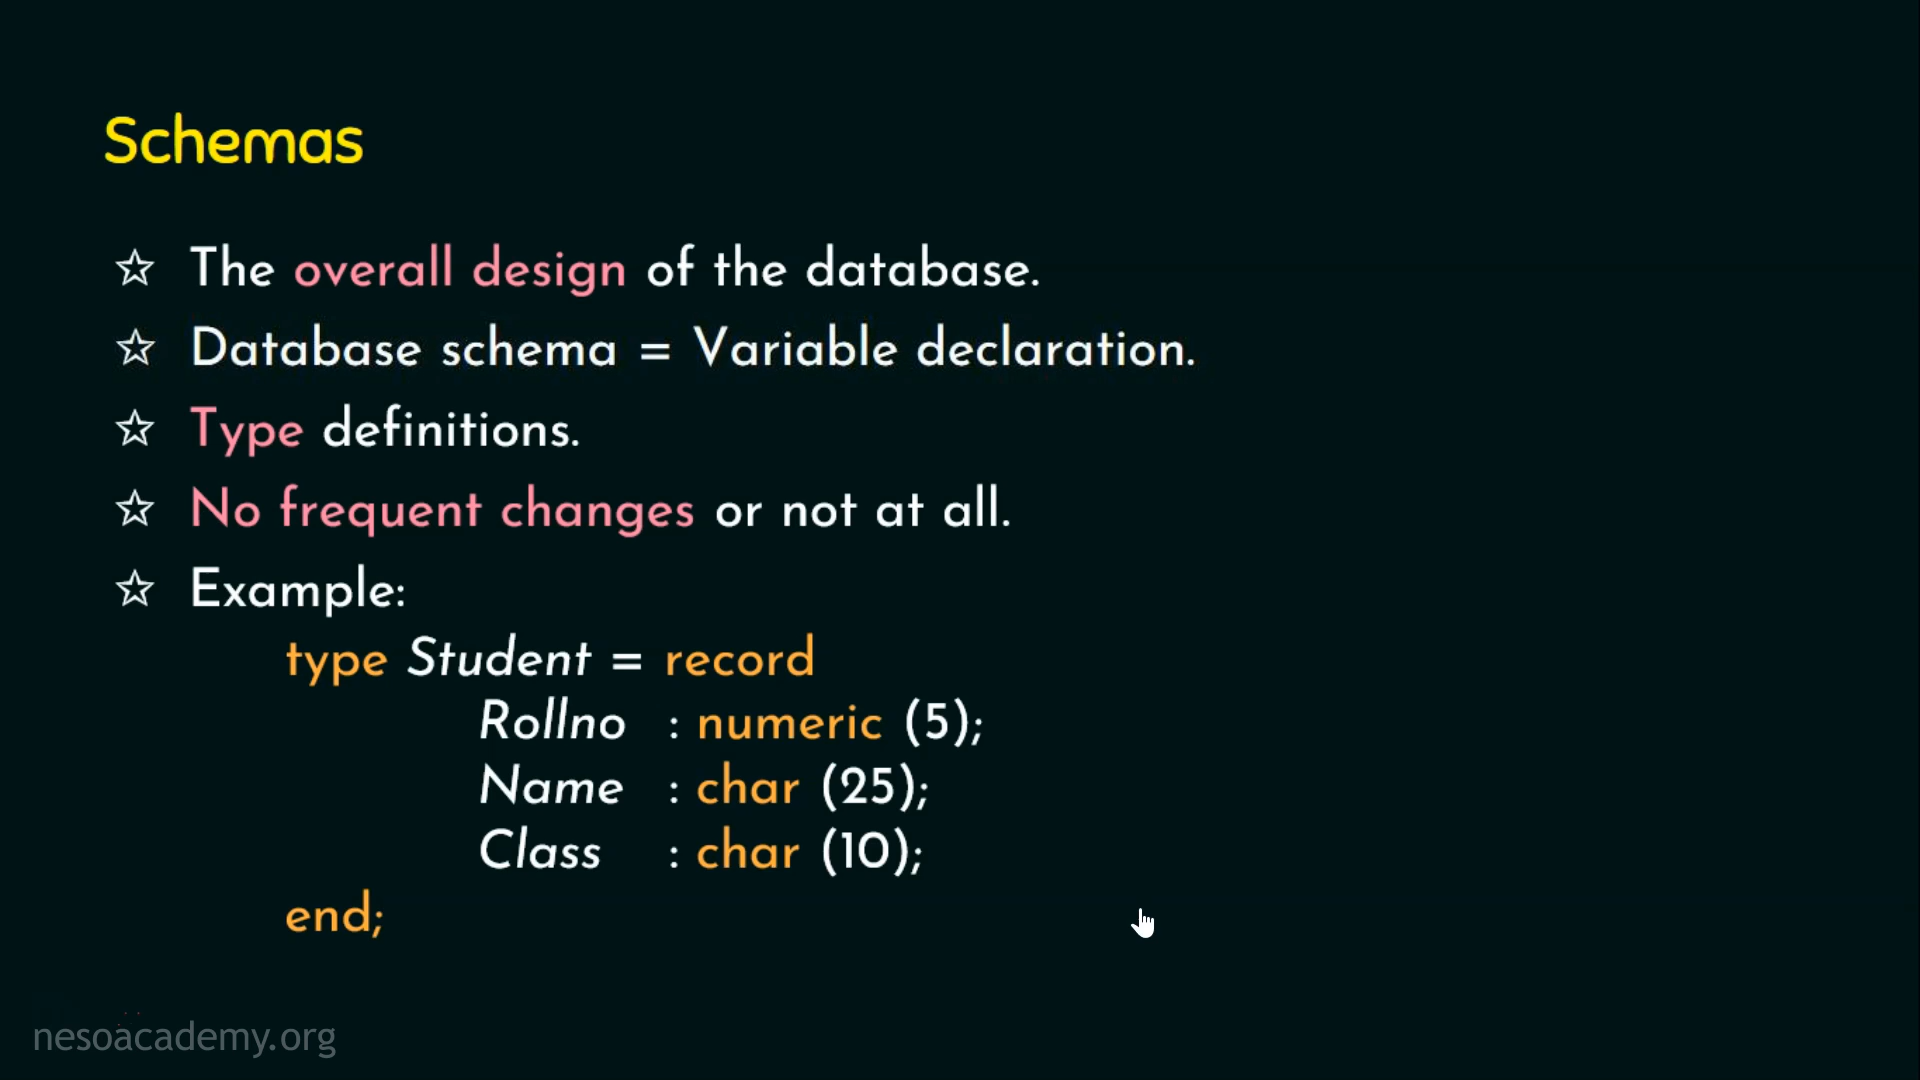 Schemas
☆ The overall design of the database.
☆ Database schema = Variable declaration.
☆ Type definitions.
☆ No frequent changes or not at all.
☆ Example:
type Student = record
Rollno : numeric (5);
Name : char (25);
Class : char (10);
end;
nesoacademy.org